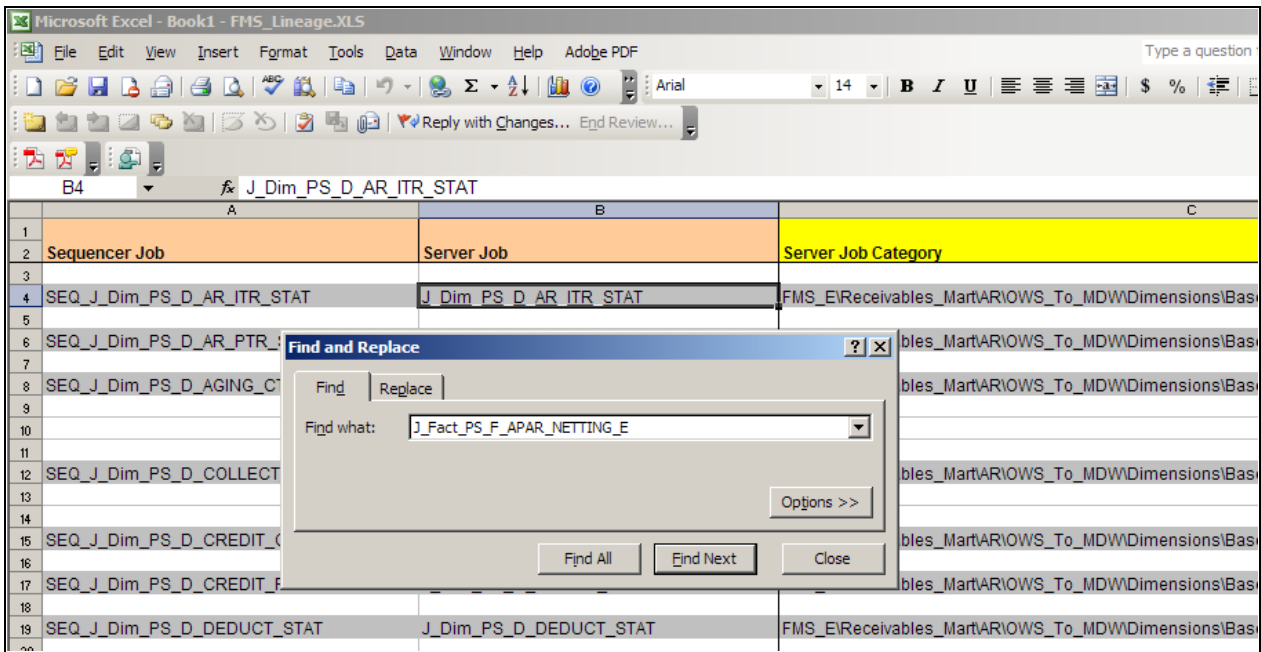 Microsoft Excel - Book1 - FMS_Lineage.XLS
File Edit View Insert Format Tools Data Window Help Adobe PDF Type a question
Arial 14 B I U $ %
Reply with Changes... End Review...
B4 fx J_Dim_PS_D_AR_ITR_STAT
A B C
1
2 Sequencer Job Server Job Server Job Category
3
4 SEQ_J_Dim_PS_D_AR_ITR_STAT J_Dim_PS_D_AR_ITR_STAT FMS_E\Receivables_Mart\AR\OWS_To_MDW\Dimensions\Bas
5
6 SEQ_J_Dim_PS_D_AR_PTR_ bles_Mart\AR\OWS_To_MDW\Dimensions\Bas
Find and Replace
7
8 SEQ_J_Dim_PS_D_AGING_CT bles_Mart\AR\OWS_To_MDW\Dimensions\Bas
Find Replace
9
10
Find what: J_Fact_PS_F_APAR_NETTING_E
11
12 SEQ_J_Dim_PS_D_COLLECT bles_Mart\AR\OWS_To_MDW\Dimensions\Bas
13
Options >>
14
15 SEQ_J_Dim_PS_D_CREDIT_ bles_Mart\AR\OWS_To_MDW\Dimensions\Bas
16
Find All Find Next Close
17 SEQ_J_Dim_PS_D_CREDIT_ bles_Mart\AR\OWS_To_MDW\Dimensions\Bas
18
19 SEQ_J_Dim_PS_D_DEDUCT_STAT J_Dim_PS_D_DEDUCT_STAT FMS_E\Receivables_Mart\AR\OWS_To_MDW\Dimensions\Bas